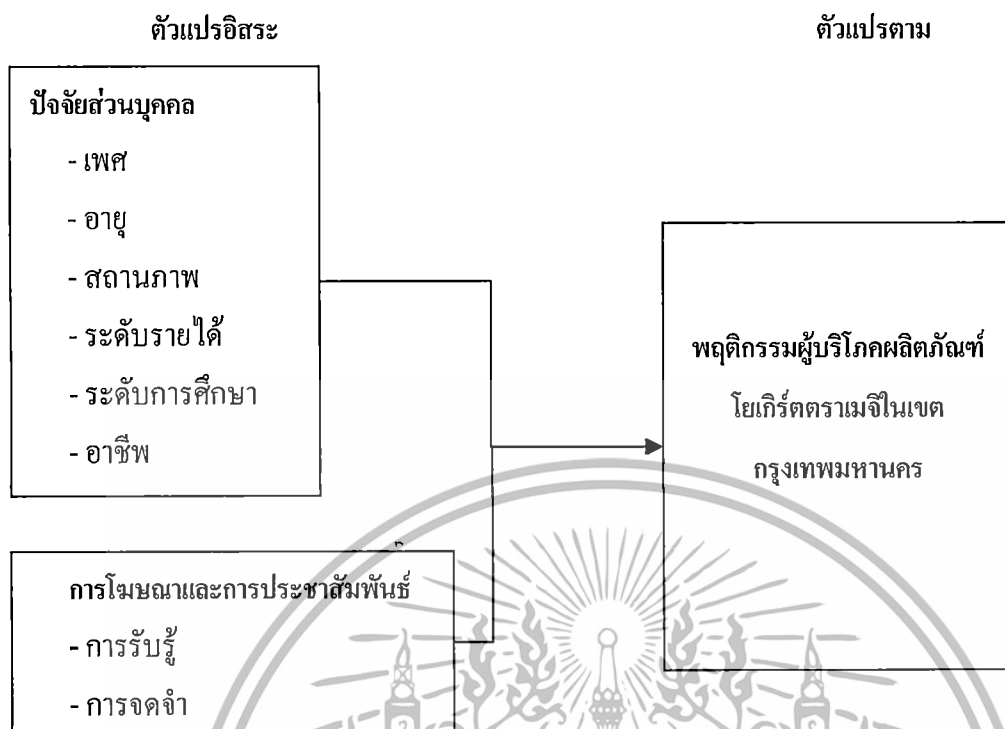 ตัวแปรอิสระ
ตัวแปรตาม
ปัจจัยส่วนบุคคล
- เพศ
- อายุ
- สถานภาพ
- ระดับรายได้
- ระดับการศึกษา
- อาชีพ
การโฆษณาและการประชาสัมพันธ์
- การรับรู้
- การจดจำ
พฤติกรรมผู้บริโภคผลิตภัณฑ์
โยเกิร์ตตราเมจิในเขต
กรุงเทพมหานคร